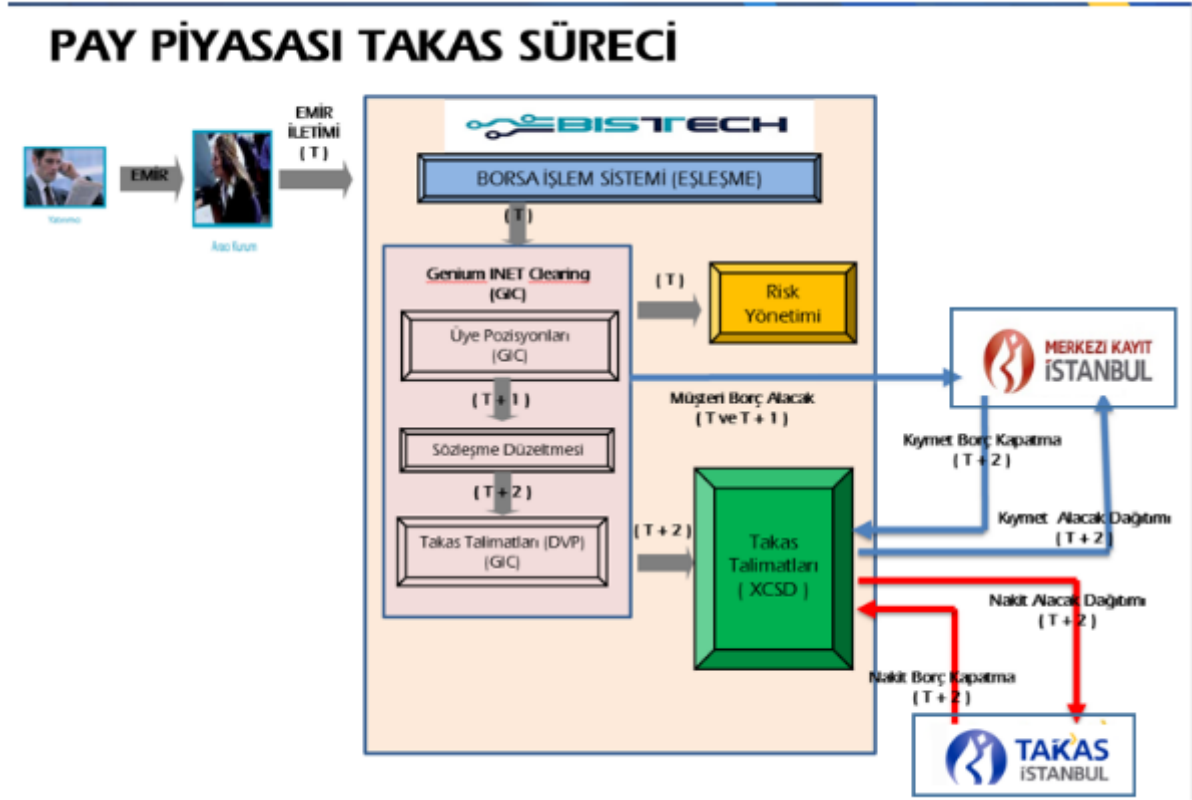 PAY PİYASASI TAKAS SÜRECİ
EMİR
İLETİMİ
( T )
EMİR
Yatırımcı
Aracı Kurum
BISTECH
BORSA İŞLEM SİSTEMİ (EŞLEŞME)
( T )
Genium INET Clearing
(GIC)
Üye Pozisyonları
(GIC)
( T + 1 )
Sözleşme Düzeltmesi
( T + 2 )
Takas Talimatları (DVP)
(GIC)
( T )
Risk
Yönetimi
Müşteri Borç Alacak
( T ve T + 1 )
( T + 2 )
Takas
Talimatları
( XCSD )
MERKEZİ KAYIT
İSTANBUL
Kıymet Borç Kapatma
( T + 2 )
Kıymet Alacak Dağıtımı
( T + 2 )
Nakit Alacak Dağıtımı
( T + 2 )
Nakit Borç Kapatma
( T + 2 )
TAKAS
İSTANBUL